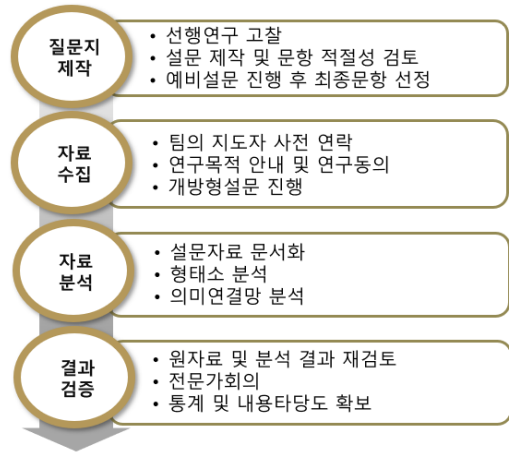 질문지
제작
• 선행연구 고찰
• 설문 제작 및 문항 적절성 검토
• 예비설문 진행 후 최종문항 선정
자료
수집
• 팀의 지도자 사전 연락
• 연구목적 안내 및 연구동의
• 개방형설문 진행
자료
분석
• 설문자료 문서화
• 형태소 분석
• 의미연결망 분석
결과
검증
• 원자료 및 분석 결과 재검토
• 전문가회의
• 통계 및 내용타당도 확보